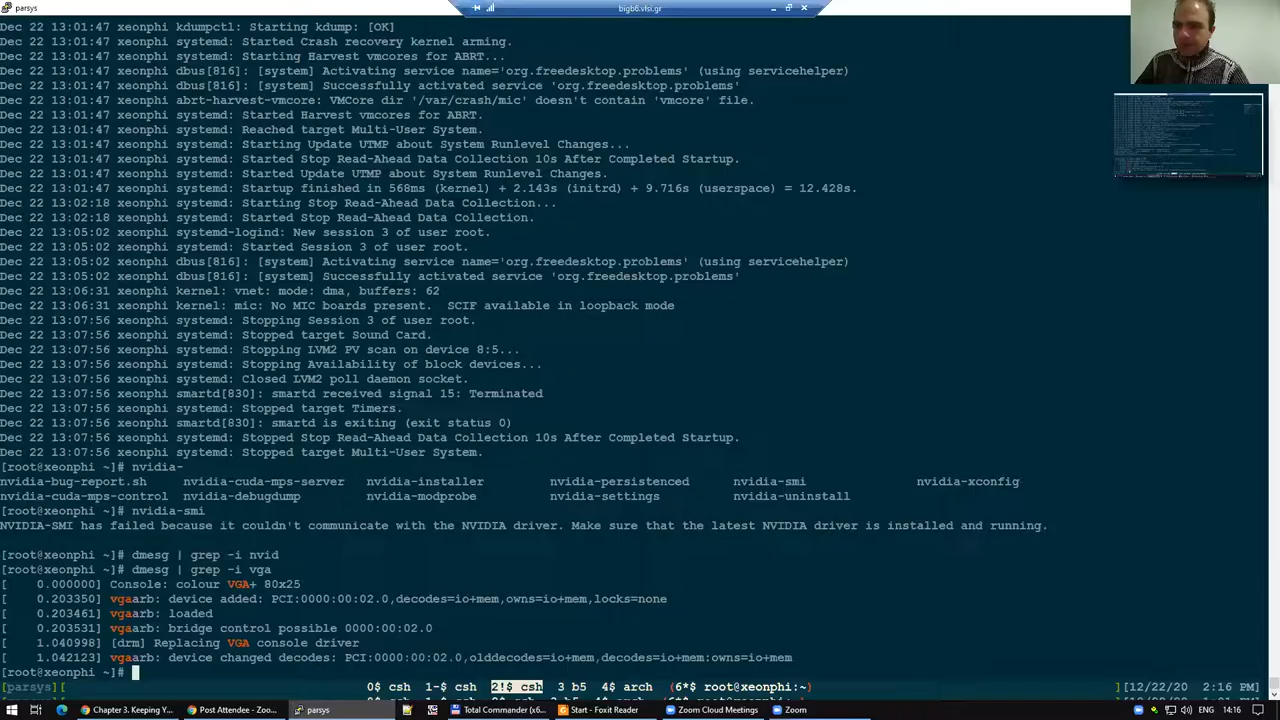 parsys
bigb6.vlsi.gr
Dec 22 13:01:47 xeonphi kdumpctl: Starting kdump: [OK]
Dec 22 13:01:47 xeonphi systemd: Started Crash recovery kernel arming.
Dec 22 13:01:47 xeonphi systemd: Starting Harvest vmcores for ABRT...
Dec 22 13:01:47 xeonphi dbus[816]: [system] Activating service name='org.freedesktop.problems' (using servicehelper)
Dec 22 13:01:47 xeonphi dbus[816]: [system] Successfully activated service 'org.freedesktop.problems'
Dec 22 13:01:47 xeonphi abrt-harvest-vmcore: VMCore dir '/var/crash/mic' doesn't contain 'vmcore' file.
Dec 22 13:01:47 xeonphi systemd: Started Harvest vmcores for ABRT.
Dec 22 13:01:47 xeonphi systemd: Reached target Multi-User System.
Dec 22 13:01:47 xeonphi systemd: Starting Update UTMP about System Runlevel Changes...
Dec 22 13:01:47 xeonphi systemd: Started Stop Read-Ahead Data Collection 10s After Completed Startup.
Dec 22 13:01:47 xeonphi systemd: Started Update UTMP about System Runlevel Changes.
Dec 22 13:01:47 xeonphi systemd: Startup finished in 568ms (kernel) + 2.143s (initrd) + 9.716s (userspace) = 12.428s.
Dec 22 13:02:18 xeonphi systemd: Starting Stop Read-Ahead Data Collection...
Dec 22 13:02:18 xeonphi systemd: Started Stop Read-Ahead Data Collection.
Dec 22 13:05:02 xeonphi systemd-logind: New session 3 of user root.
Dec 22 13:05:02 xeonphi systemd: Started Session 3 of user root.
Dec 22 13:05:02 xeonphi dbus[816]: [system] Activating service name='org.freedesktop.problems' (using servicehelper)
Dec 22 13:05:02 xeonphi dbus[816]: [system] Successfully activated service 'org.freedesktop.problems'
Dec 22 13:06:31 xeonphi kernel: vnet: mode: dma, buffers: 62
Dec 22 13:06:31 xeonphi kernel: mic: No MIC boards present.  SCIF available in loopback mode
Dec 22 13:07:56 xeonphi systemd: Stopping Session 3 of user root.
Dec 22 13:07:56 xeonphi systemd: Stopped target Sound Card.
Dec 22 13:07:56 xeonphi systemd: Stopping LVM2 PV scan on device 8:5...
Dec 22 13:07:56 xeonphi systemd: Stopping Availability of block devices...
Dec 22 13:07:56 xeonphi systemd: Closed LVM2 poll daemon socket.
Dec 22 13:07:56 xeonphi smartd[830]: smartd received signal 15: Terminated
Dec 22 13:07:56 xeonphi systemd: Stopped target Timers.
Dec 22 13:07:56 xeonphi smartd[830]: smartd is exiting (exit status 0)
Dec 22 13:07:56 xeonphi systemd: Stopped Stop Read-Ahead Data Collection 10s After Completed Startup.
Dec 22 13:07:56 xeonphi systemd: Stopped target Multi-User System.
[root@xeonphi ~]# nvidia-
nvidia-bug-report.sh     nvidia-cuda-mps-server   nvidia-installer         nvidia-persistenced      nvidia-smi               nvidia-xconfig
nvidia-cuda-mps-control  nvidia-debugdump         nvidia-modprobe          nvidia-settings          nvidia-uninstall
[root@xeonphi ~]# nvidia-smi
NVIDIA-SMI has failed because it couldn't communicate with the NVIDIA driver. Make sure that the latest NVIDIA driver is installed and running.
[root@xeonphi ~]# dmesg | grep -i nvid
[root@xeonphi ~]# dmesg | grep -i vga
[    0.000000] Console: colour VGA+ 80x25
[    0.203350] vgaarb: device added: PCI:0000:00:02.0,decodes=io+mem,owns=io+mem,locks=none
[    0.203461] vgaarb: loaded
[    0.203531] vgaarb: bridge control possible 0000:00:02.0
[    1.040998] [drm] Replacing VGA console driver
[    1.042123] vgaarb: device changed decodes: PCI:0000:00:02.0,olddecodes=io+mem,decodes=io+mem:owns=io+mem
[root@xeonphi ~]#
[parsys][ 0$ csh 1-$ csh 2!$ csh 3 b5 4$ arch (6*$ root@xeonphi:~) ][12/22/20 2:16 PM ]
Chapter 3. Keeping Y... Post Attendee - Zoo... parsys Total Commander (x6... Start - Foxit Reader Zoom Cloud Meetings Zoom ENG 14:16